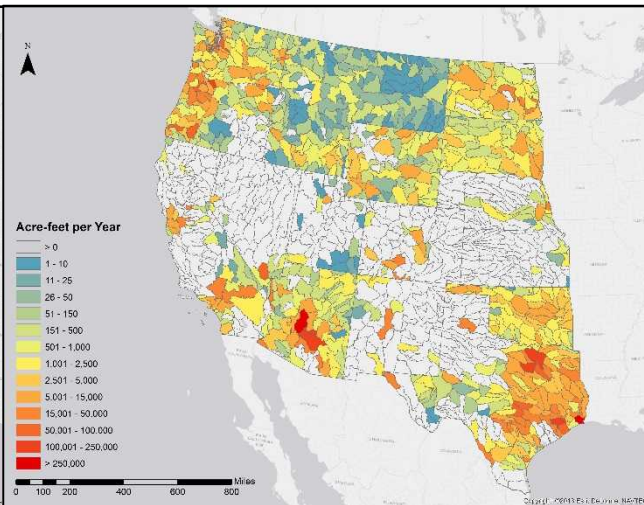 N
Acre-feet per Year
> 0
1 - 10
11 - 25
26 - 50
51 - 150
151 - 500
501 - 1,000
1.001 - 2,500
2.501 - 5,000
5.001 - 15,000
15,001 - 50.000
50,001 - 100.000
100,001 - 250,000
> 250,000
0 100 200 400 600 800 Miles